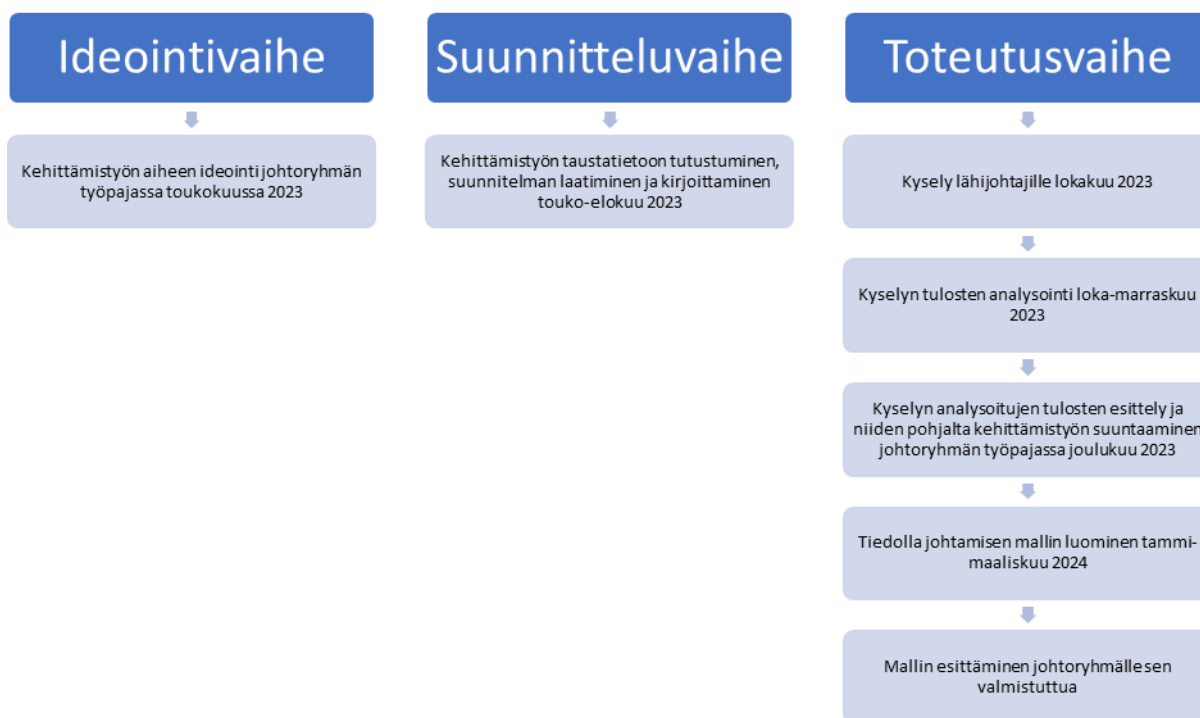 Ideointivaihe
Kehittämistyön aiheen ideointi johtoryhmän
työpajassa toukokuussa 2023
Suunnitteluvaihe
Kehittämistyön taustatietoon tutustuminen,
suunnitelman laatiminen ja kirjoittaminen
touko-elokuu 2023
Toteutusvaihe
Kysely lähijohtajille lokakuu 2023
Kyselyn tulosten analysointi loka-marraskuu
2023
Kyselyn analysoitujen tulosten esittely ja
niiden pohjalta kehittämistyön suuntaaminen
johtoryhmän työpajassa joulukuu 2023
Tiedolla johtamisen mallin luominen tammi-
maaliskuu 2024
Mallin esittäminen johtoryhmälle sen
valmistuttua